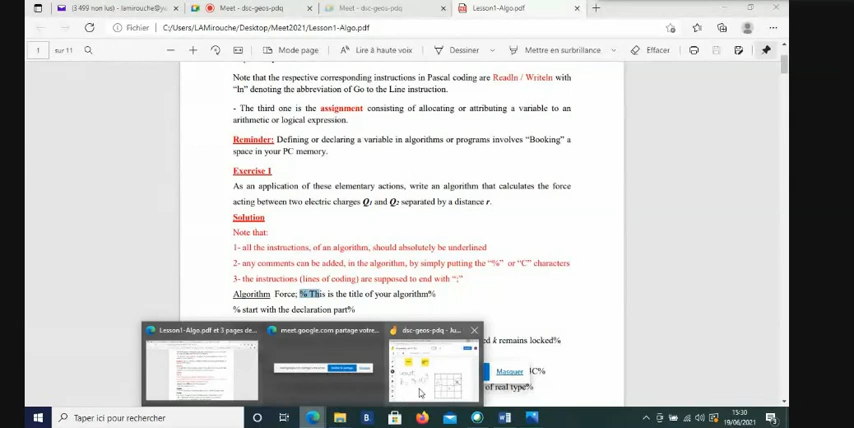 (3 499 non lus) - lamirouche@yu
Meet - dsc-geos-pdq
Meet - dsc-geos-pdq
Lesson1-Algo.pdf
Fichier
C:/Users/LAMirouche/Desktop/Meet2021/Lesson1-Algo.pdf
1 sur 11
Mode page
Lire à haute voix
Dessiner
Mettre en surbrillance
Effacer
Note that the respective corresponding instructions in Pascal coding are Readln / Writeln with
“ln” denoting the abbreviation of Go to the Line instruction.
- The third one is the assignment consisting of allocating or attributing a variable to an
arithmetic or logical expression.
Reminder: Defining or declaring a variable in algorithms or programs involves “Booking” a
space in your PC memory.
Exercise 1
As an application of these elementary actions, write an algorithm that calculates the force
acting between two electric charges Q1 and Q2 separated by a distance r.
Solution
Note that:
1- all the instructions, of an algorithm, should absolutely be underlined
2- any comments can be added, in the algorithm, by simply putting the “%” or “C” characters
3- the instructions (lines of coding) are supposed to end with “;”
Algorithm Force; % This is the title of your algorithm%
% start with the declaration part%
Lesson1-Algo.pdf et 3 pages de...
meet.google.com partage votre...
dsc-geos-pdq - Ju...
ed k remains locked%
Masquer
IC%
of real type%
Taper ici pour rechercher
15:30
19/06/2021
3